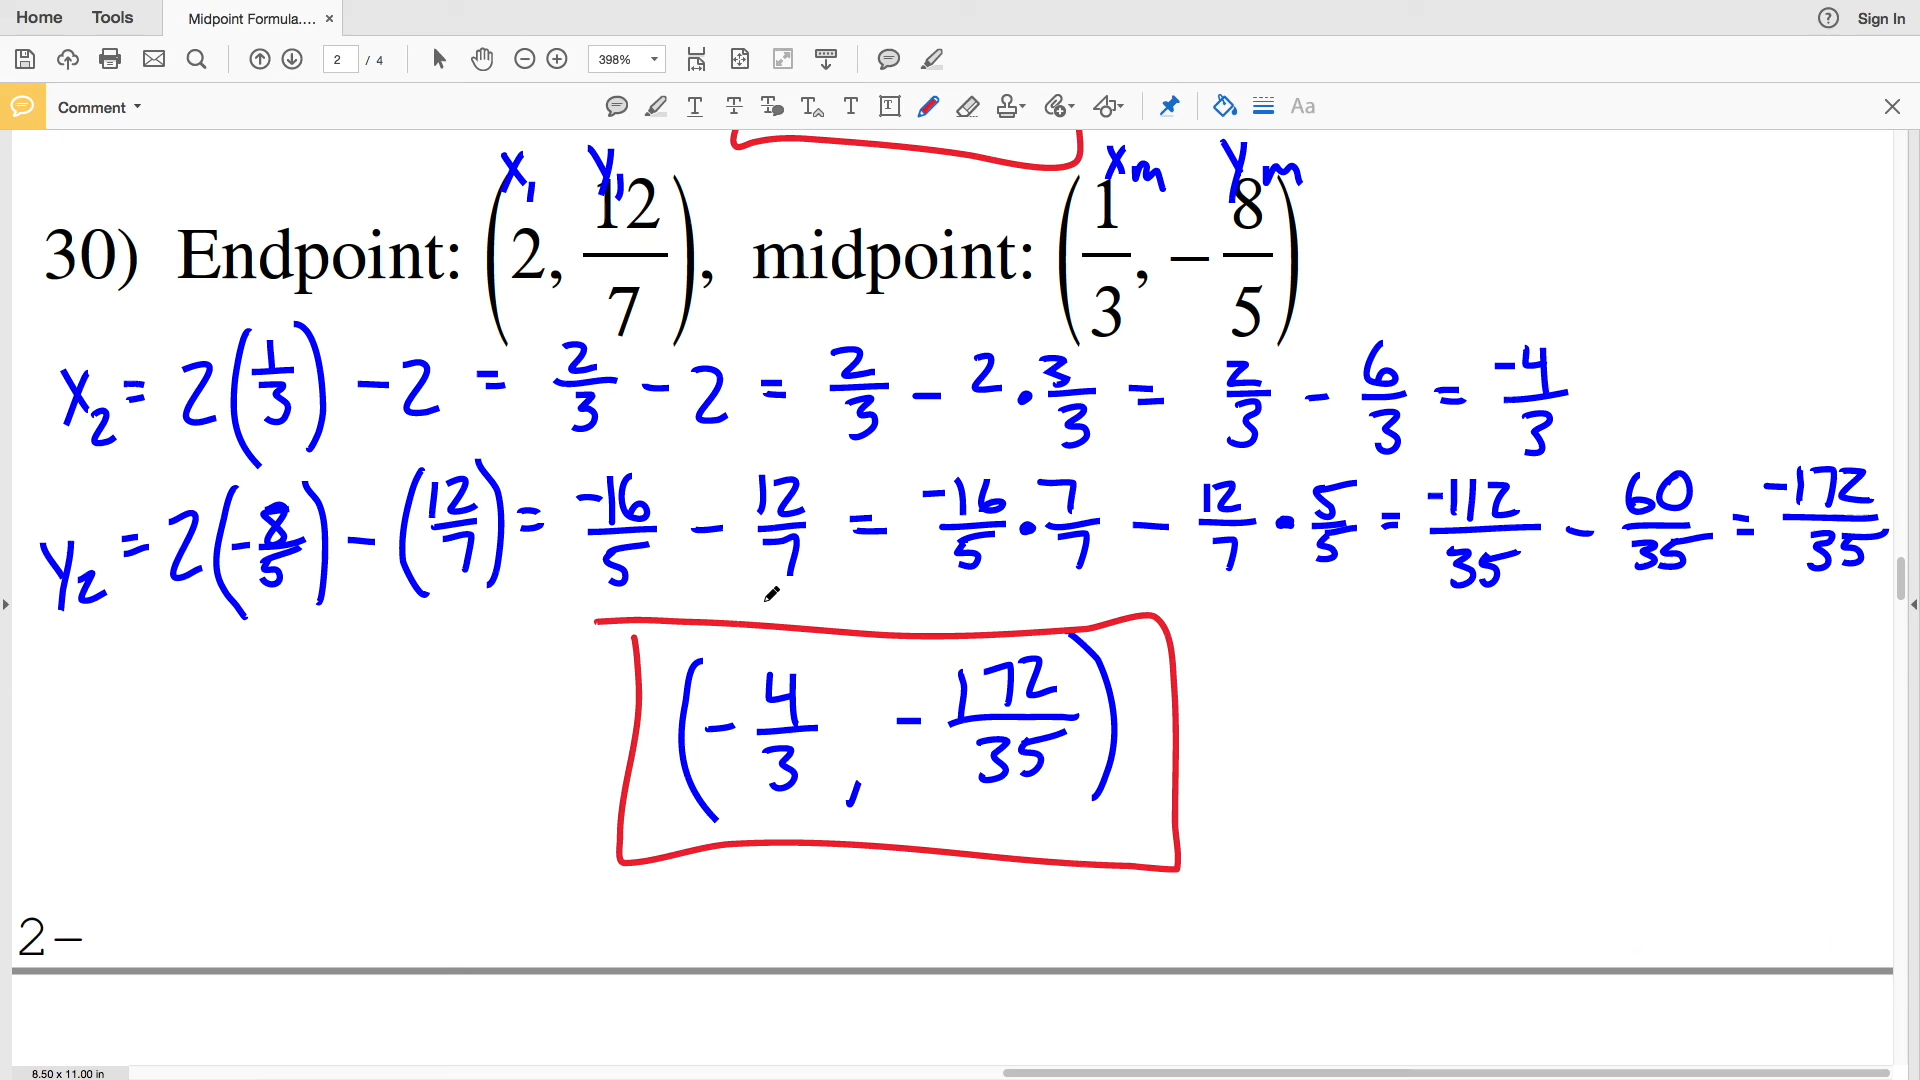 Home Tools Midpoint Formula.... × ? Sign In
2 / 4 398%
Comment T T T T T T Aa
x₁ y₁ xₘ yₘ
30) Endpoint: (2, 12/7), midpoint: (1/3, −8/5)
x₂ = 2(1/3) − 2 = 2/3 − 2 = 2/3 − 2 • 3/3 = 2/3 − 6/3 = −4/3
y₂ = 2(−8/5) − (12/7) = −16/5 − 12/7 = −16/5 • 7/7 − 12/7 • 5/5 = −112/35 − 60/35 = −172/35
(−4/3, −172/35)
2-
8.50 x 11.00 in